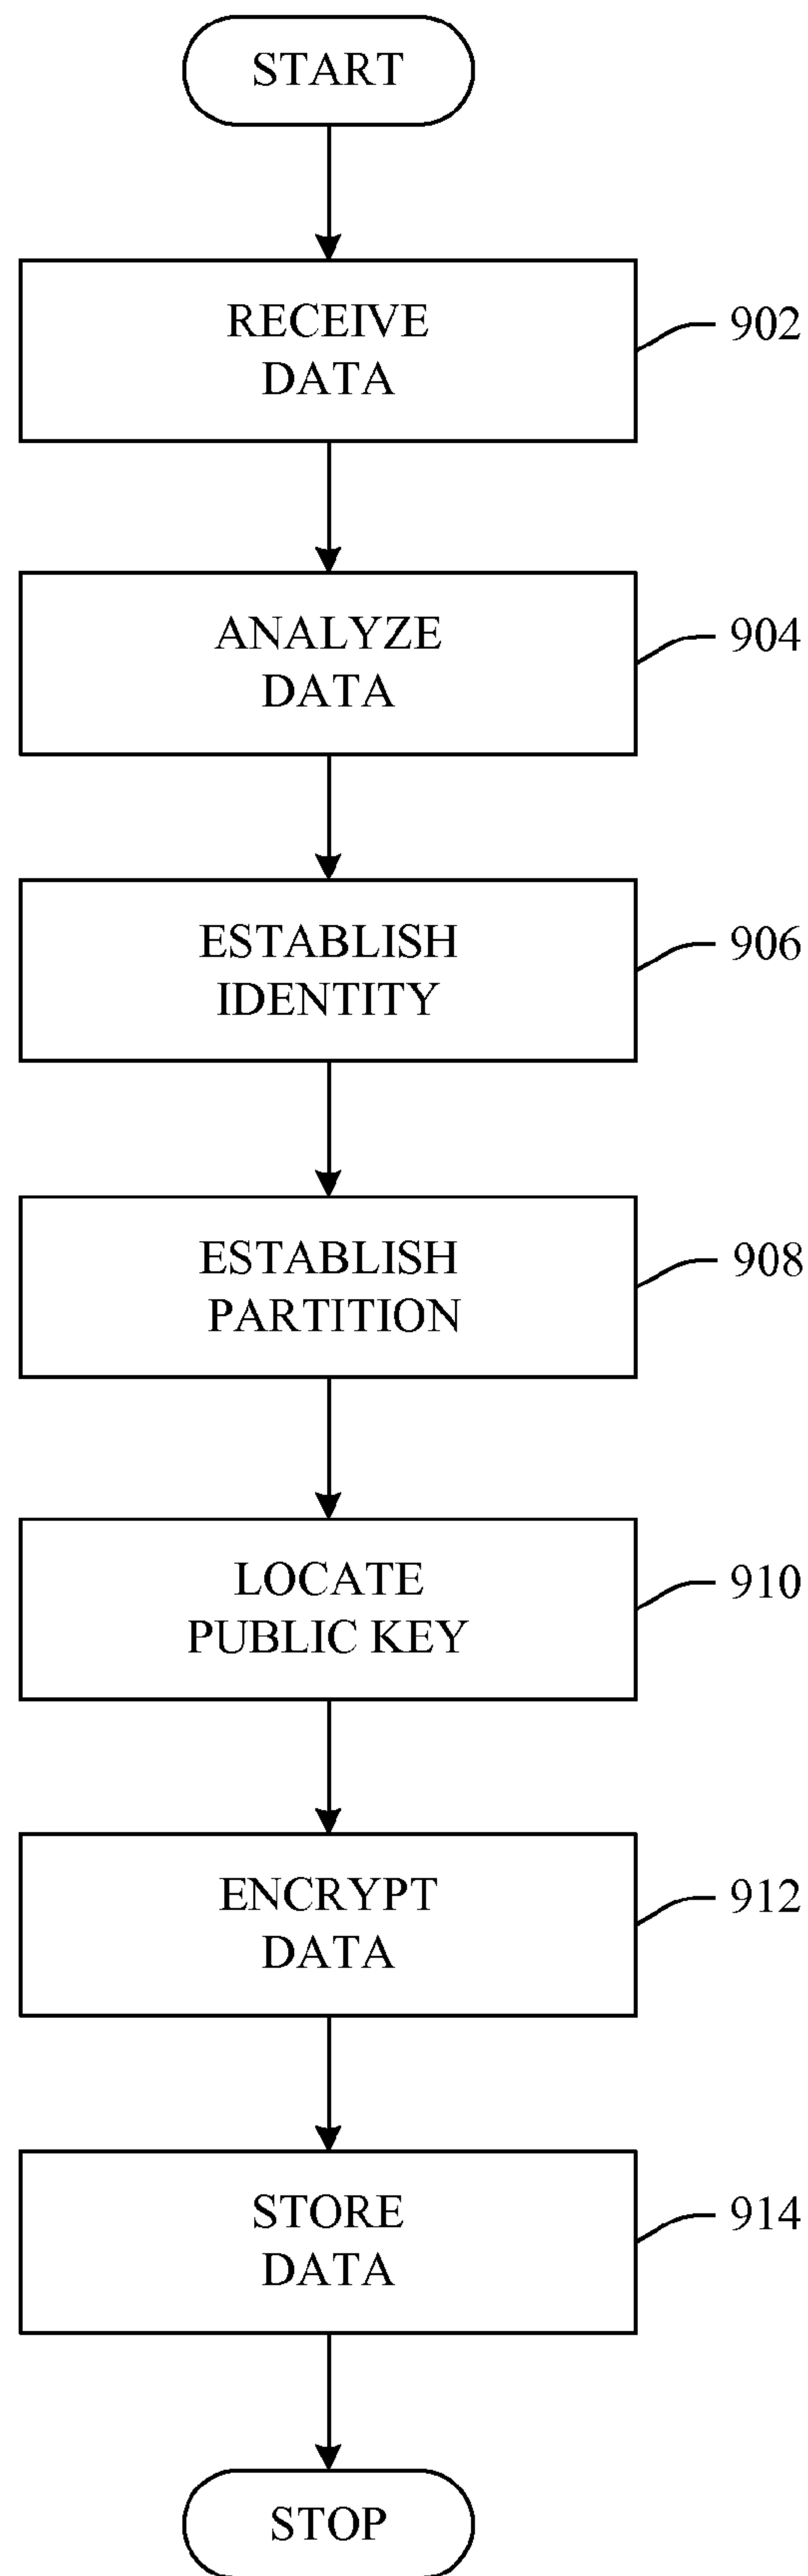 START
RECEIVE
DATA
902
ANALYZE
DATA
904
ESTABLISH
IDENTITY
906
ESTABLISH
PARTITION
908
LOCATE
PUBLIC KEY
910
ENCRYPT
DATA
912
STORE
DATA
914
STOP